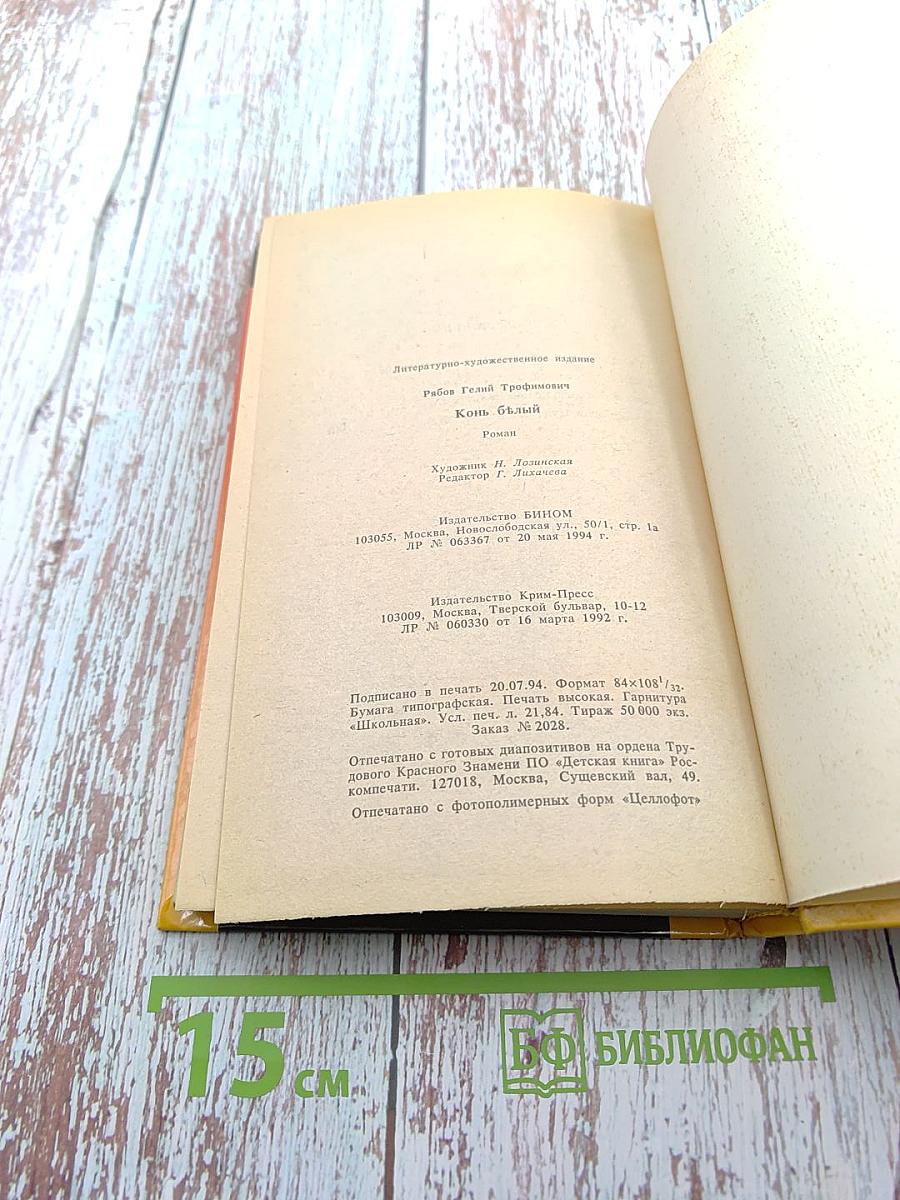 Литературно-художественное издание
Рябов Гелий Трофимович
Конь бѣлый
Роман
Художник Н. Лозинская
Редактор Г. Лихачева
Издательство БИНОМ
103055, Москва, Новослободская ул., 50/1, стр. 1а
ЛР № 063367 от 20 мая 1994 г.
Издательство Крим-Пресс
103009, Москва, Тверской бульвар, 10-12
ЛР № 060330 от 16 марта 1992 г.
Подписано в печать 20.07.94. Формат 84×108¹/₃₂.
Бумага типографская. Печать высокая. Гарнитура
«Школьная». Усл. печ. л. 21,84. Тираж 50 000 экз.
Заказ № 2028.
Отпечатано с готовых диапозитивов на ордена Тру-
дового Красного Знамени ПО «Детская книга» Рос-
компечати. 127018, Москва, Сущевский вал, 49.
Отпечатано с фотополимерных форм «Целлофот»
15 см
БФ БИБЛИОФАН